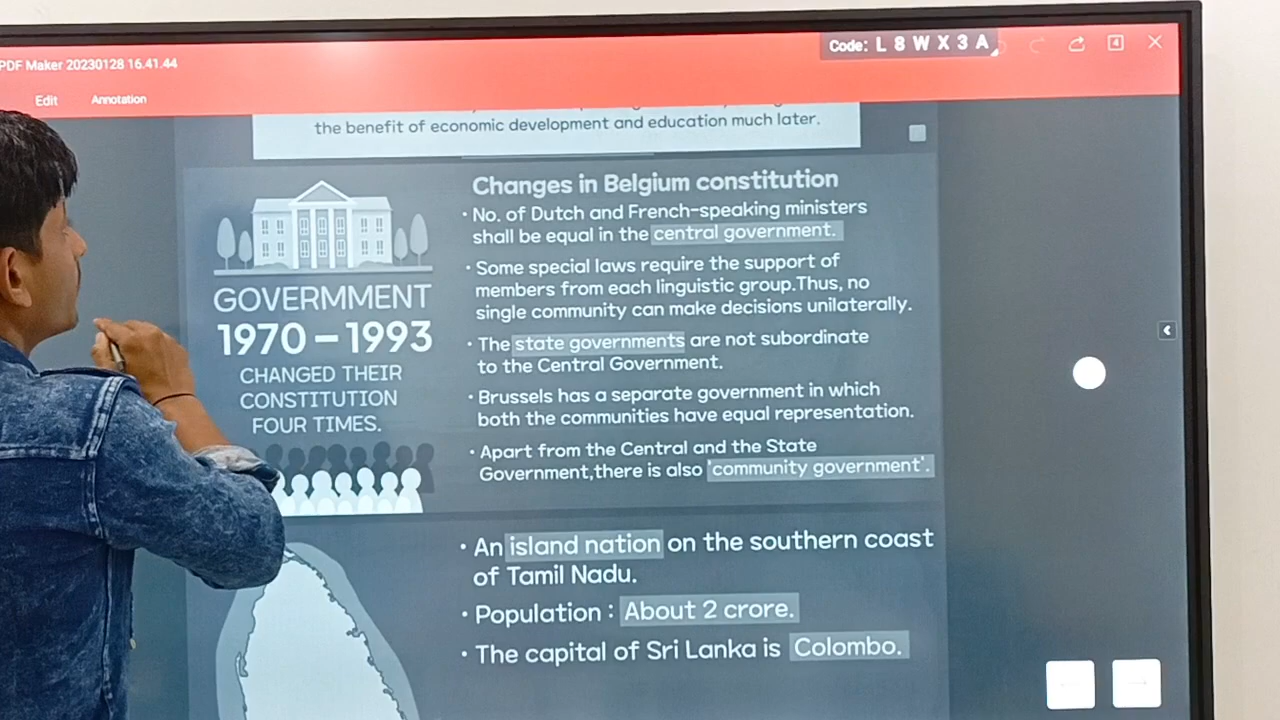 PDF Maker 20230128 16.41.44
Code: L 8 W X 3 A
4
Edit
Annotation
the benefit of economic development and education much later.
GOVERMMENT
1970 – 1993
CHANGED THEIR
CONSTITUTION
FOUR TIMES.
Changes in Belgium constitution
• No. of Dutch and French-speaking ministers
shall be equal in the central government.
• Some special laws require the support of
members from each linguistic group.Thus, no
single community can make decisions unilaterally.
• The state governments are not subordinate
to the Central Government.
• Brussels has a separate government in which
both the communities have equal representation.
• Apart from the Central and the State
Government,there is also 'community government'.
• An island nation on the southern coast
of Tamil Nadu.
• Population : About 2 crore.
• The capital of Sri Lanka is Colombo.